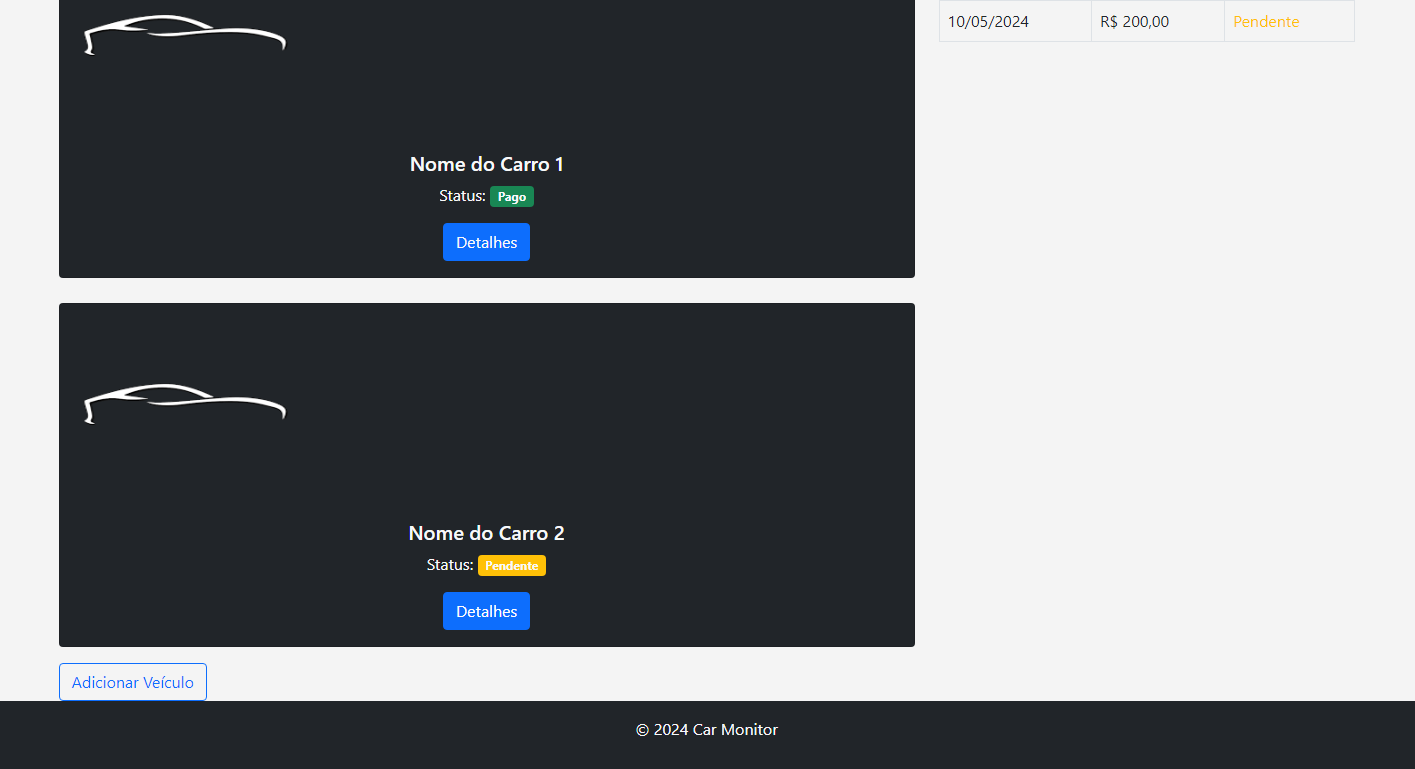 10/05/2024 R$ 200,00 Pendente
Nome do Carro 1
Status: Pago
Detalhes
Nome do Carro 2
Status: Pendente
Detalhes
Adicionar Veículo
© 2024 Car Monitor